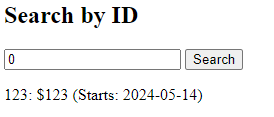 Search by ID
0 Search
123: $123 (Starts: 2024-05-14)